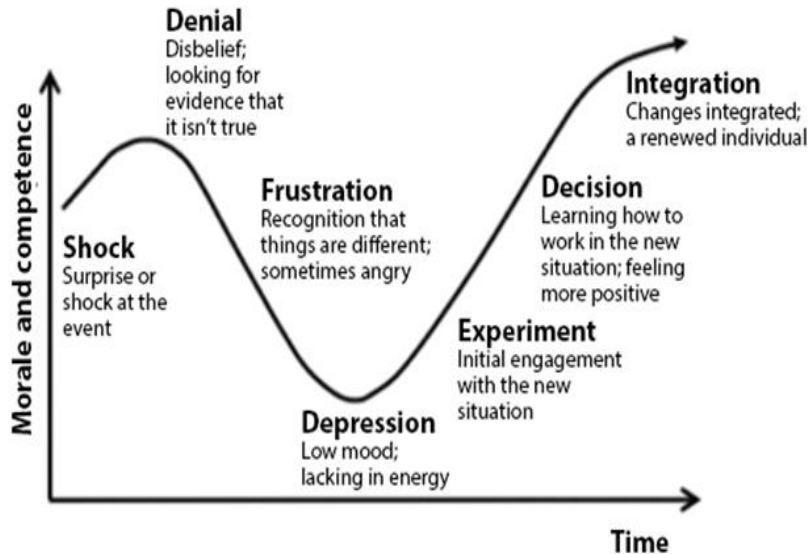 Denial
Disbelief;
looking for
evidence that
it isn't true
Integration
Changes integrated;
a renewed individual
Frustration
Recognition that
things are different;
sometimes angry
Decision
Learning how to
work in the new
situation; feeling
more positive
Shock
Surprise or
shock at the
event
Experiment
Initial engagement
with the new
situation
Depression
Low mood;
lacking in energy
Morale and competence
Time